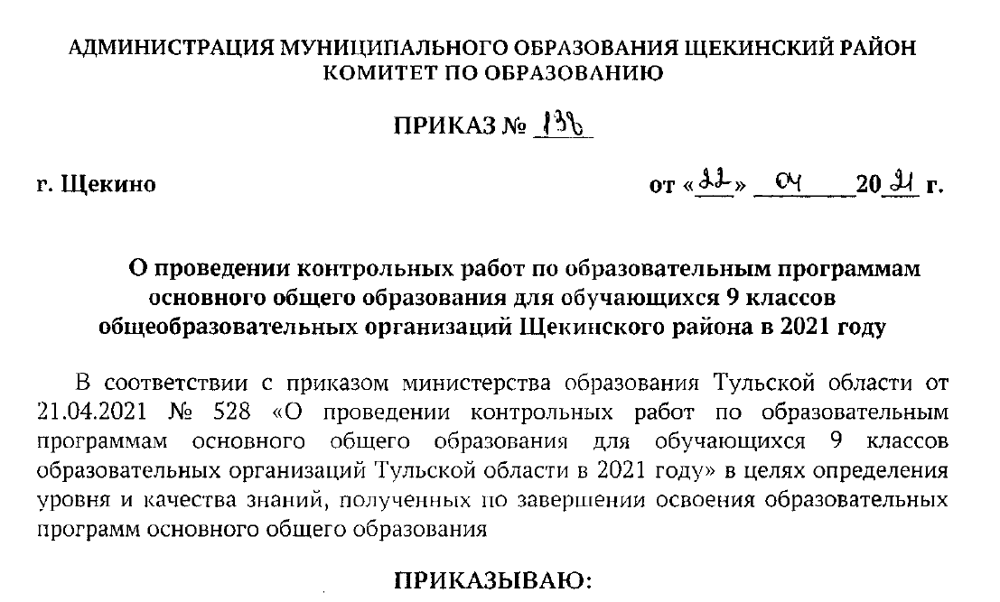 АДМИНИСТРАЦИЯ МУНИЦИПАЛЬНОГО ОБРАЗОВАНИЯ ЩЕКИНСКИЙ РАЙОН
КОМИТЕТ ПО ОБРАЗОВАНИЮ
ПРИКАЗ № 138
г. Щекино от «22» 04 2021 г.
О проведении контрольных работ по образовательным программам
основного общего образования для обучающихся 9 классов
общеобразовательных организаций Щекинского района в 2021 году
В соответствии с приказом министерства образования Тульской области от
21.04.2021 № 528 «О проведении контрольных работ по образовательным
программам основного общего образования для обучающихся 9 классов
образовательных организаций Тульской области в 2021 году» в целях определения
уровня и качества знаний, полученных по завершении освоения образовательных
программ основного общего образования
ПРИКАЗЫВАЮ: